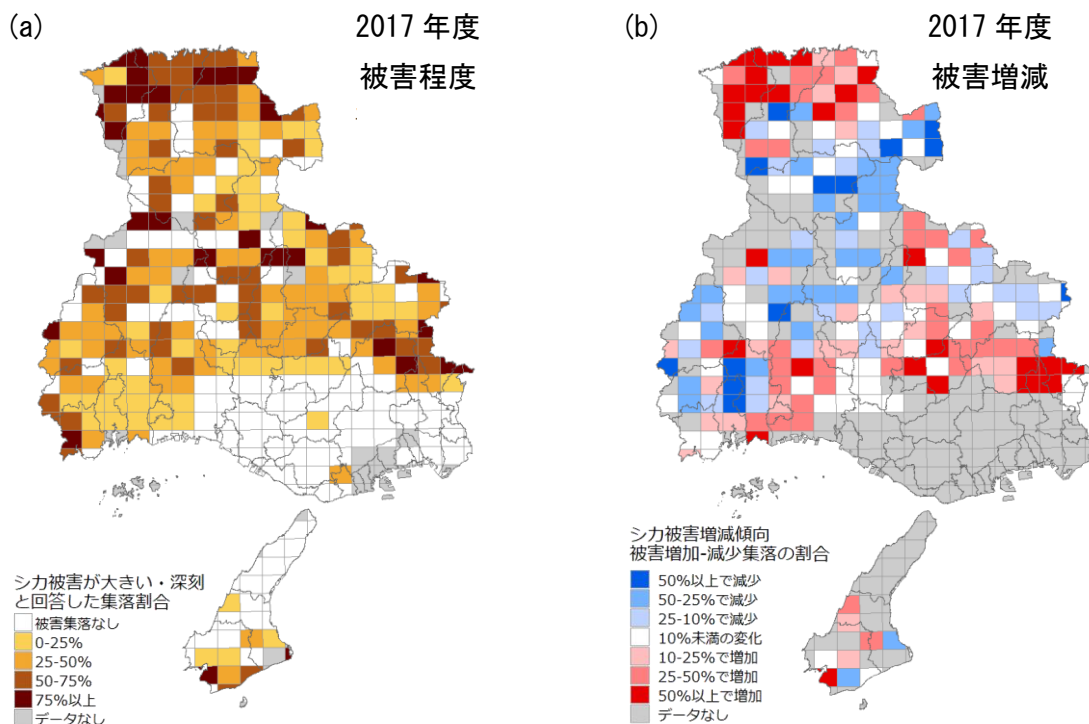 (a)
2017 年度
被害程度
シカ被害が大きい・深刻
と回答した集落割合
被害集落なし
0-25%
25-50%
50-75%
75%以上
データなし
(b)
2017 年度
被害増減
シカ被害増減傾向
被害増加-減少集落の割合
50%以上で減少
50-25%で減少
25-10%で減少
10%未満の変化
10-25%で増加
25-50%で増加
50%以上で増加
データなし